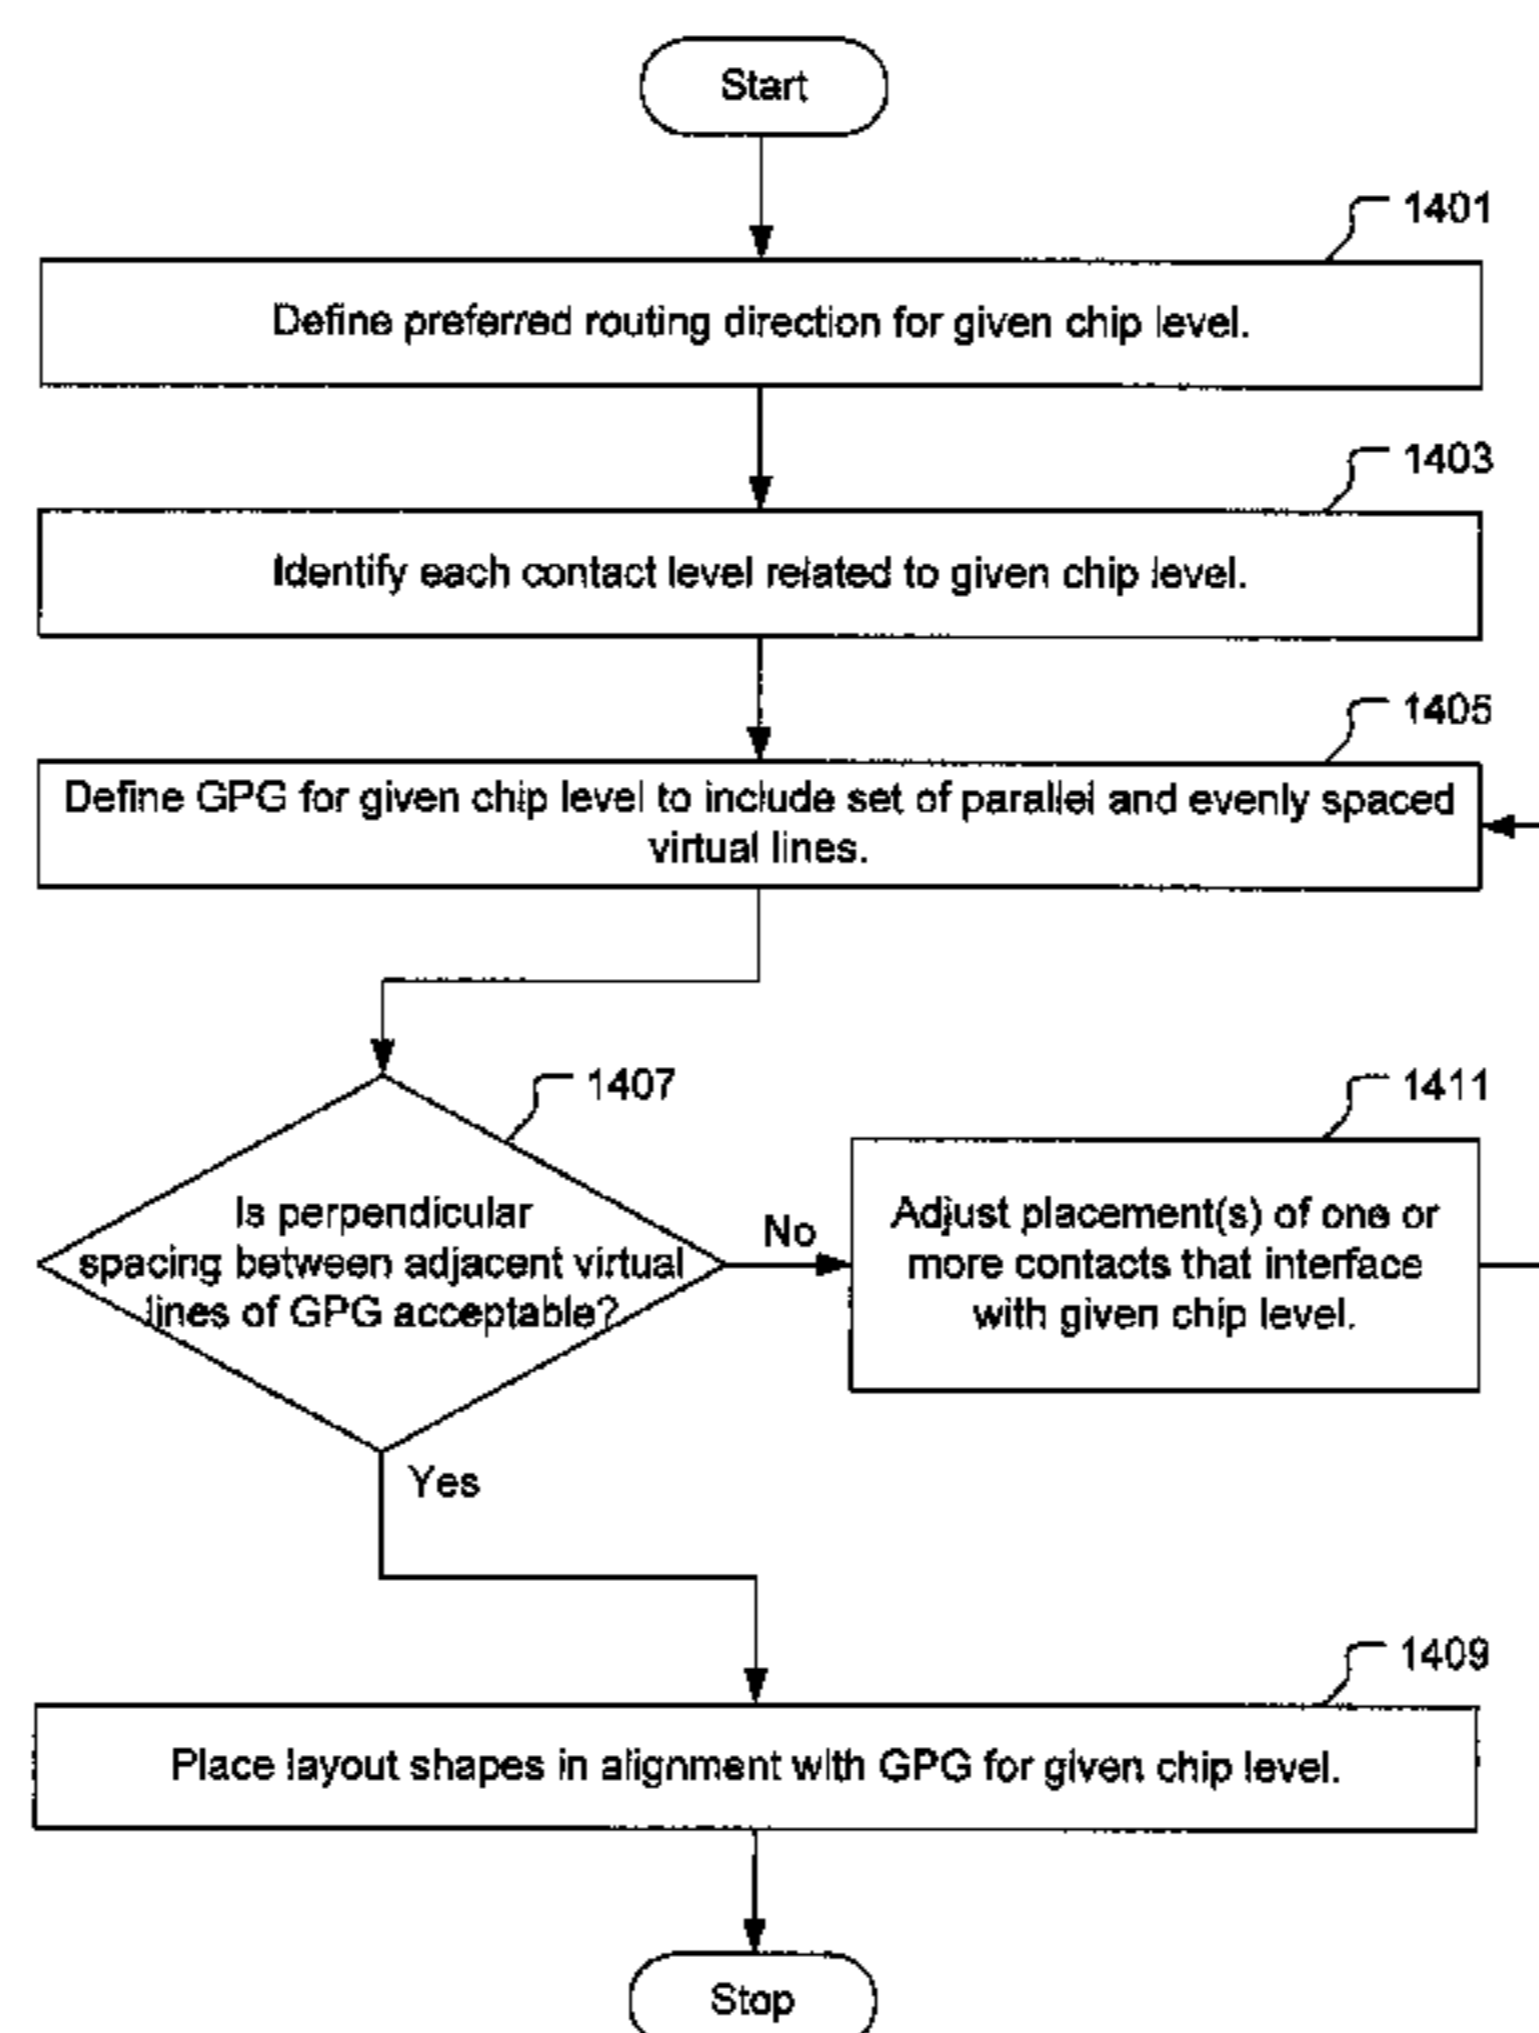 Start
1401
Define preferred routing direction for given chip level.
1403
Identify each contact level related to given chip level.
1405
Define GPG for given chip level to include set of parallel and evenly spaced
virtual lines.
1407
Is perpendicular
spacing between adjacent virtual
lines of GPG acceptable?
No
1411
Adjust placement(s) of one or
more contacts that interface
with given chip level.
Yes
1409
Place layout shapes in alignment with GPG for given chip level.
Stop